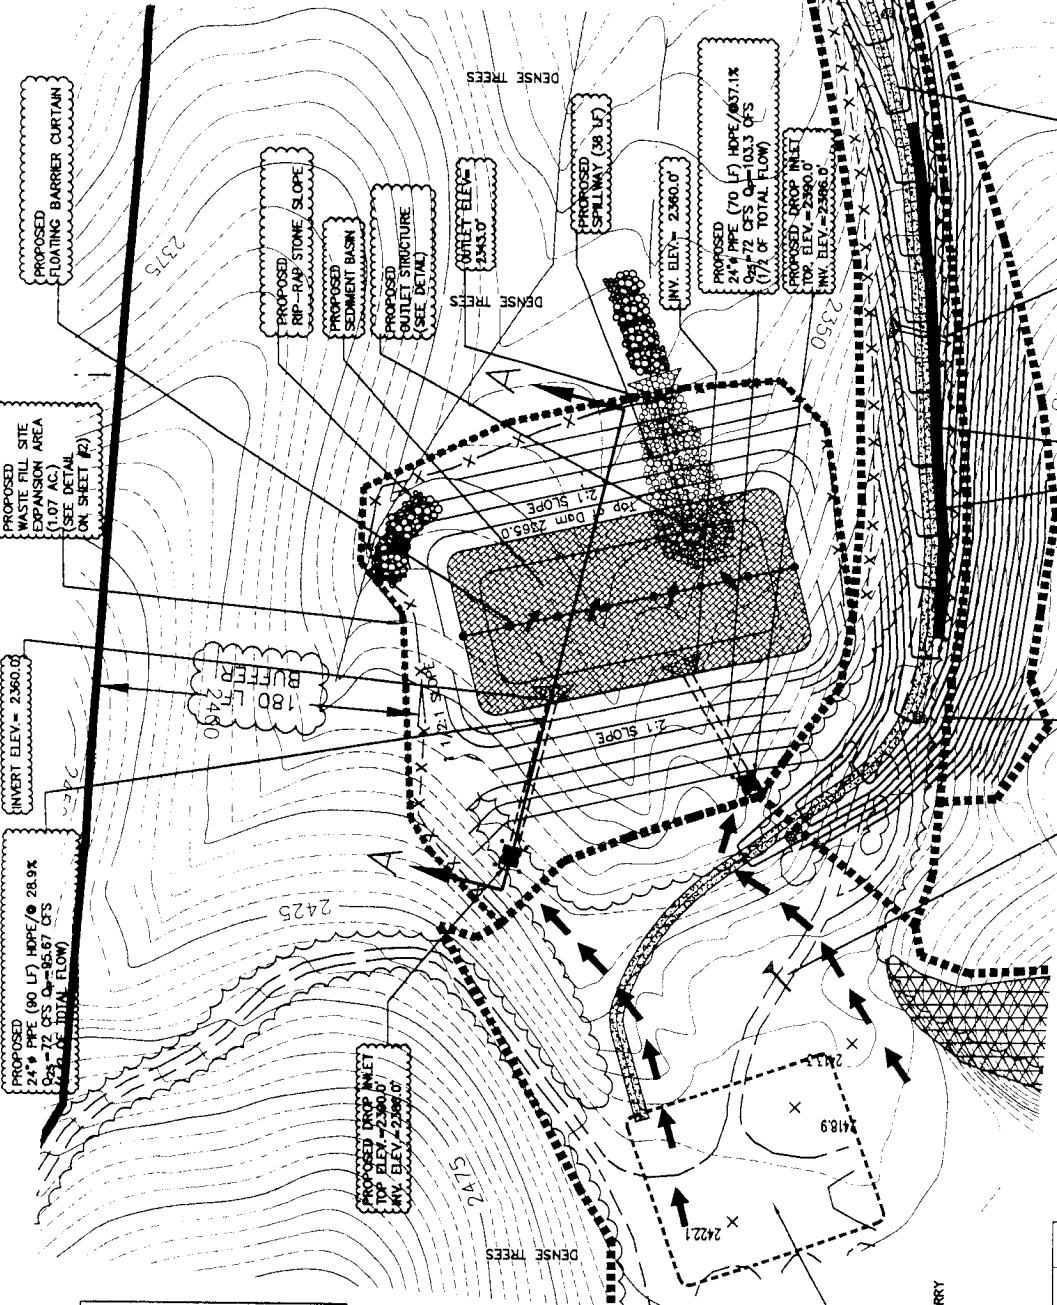 PROPOSED
FLOATING BARRIER CURTAIN
2375
DENSE TREES
PROPOSED
24"ø PIPE (70 LF) HDPE/@37.1%
Q25=72 CFS Qp=103.3 CFS
(1/2 OF TOTAL FLOW)
PROPOSED
SPILLWAY (36 LF)
PROPOSED DROP INLET
TOP ELEV.=2390.0'
INV. ELEV.=2386.0'
PROPOSED
RIP-RAP STONE SLOPE
OUTLET ELEV=
2343.0'
INV. ELEV.= 2360.0'
PROPOSED
OUTLET STRUCTURE
(SEE DETAIL)
PROPOSED
SEDIMENT BASIN
DENSE TREES
2350
A
PROPOSED
WASTE FILL SITE
EXPANSION AREA
(1.07 AC.)
(SEE DETAIL
ON SHEET #2)
2:1 SLOPE
Top
Dam 2365.0
INVERT ELEV.= 2360.0'
180 LF
BUFFER
2400
2:1 SLOPE
2:1 SLOPE
PROPOSED
24"ø PIPE (90 LF) HDPE/@ 28.9%
Q25=72 CFS Qp=95.67 CFS
OF TOTAL FLOW)
A
2425
PROPOSED DROP INLET
TOP ELEV.=2390.0'
INV. ELEV.=2386.0'
2475
2418.9
2422.1
DENSE TREES
RRY